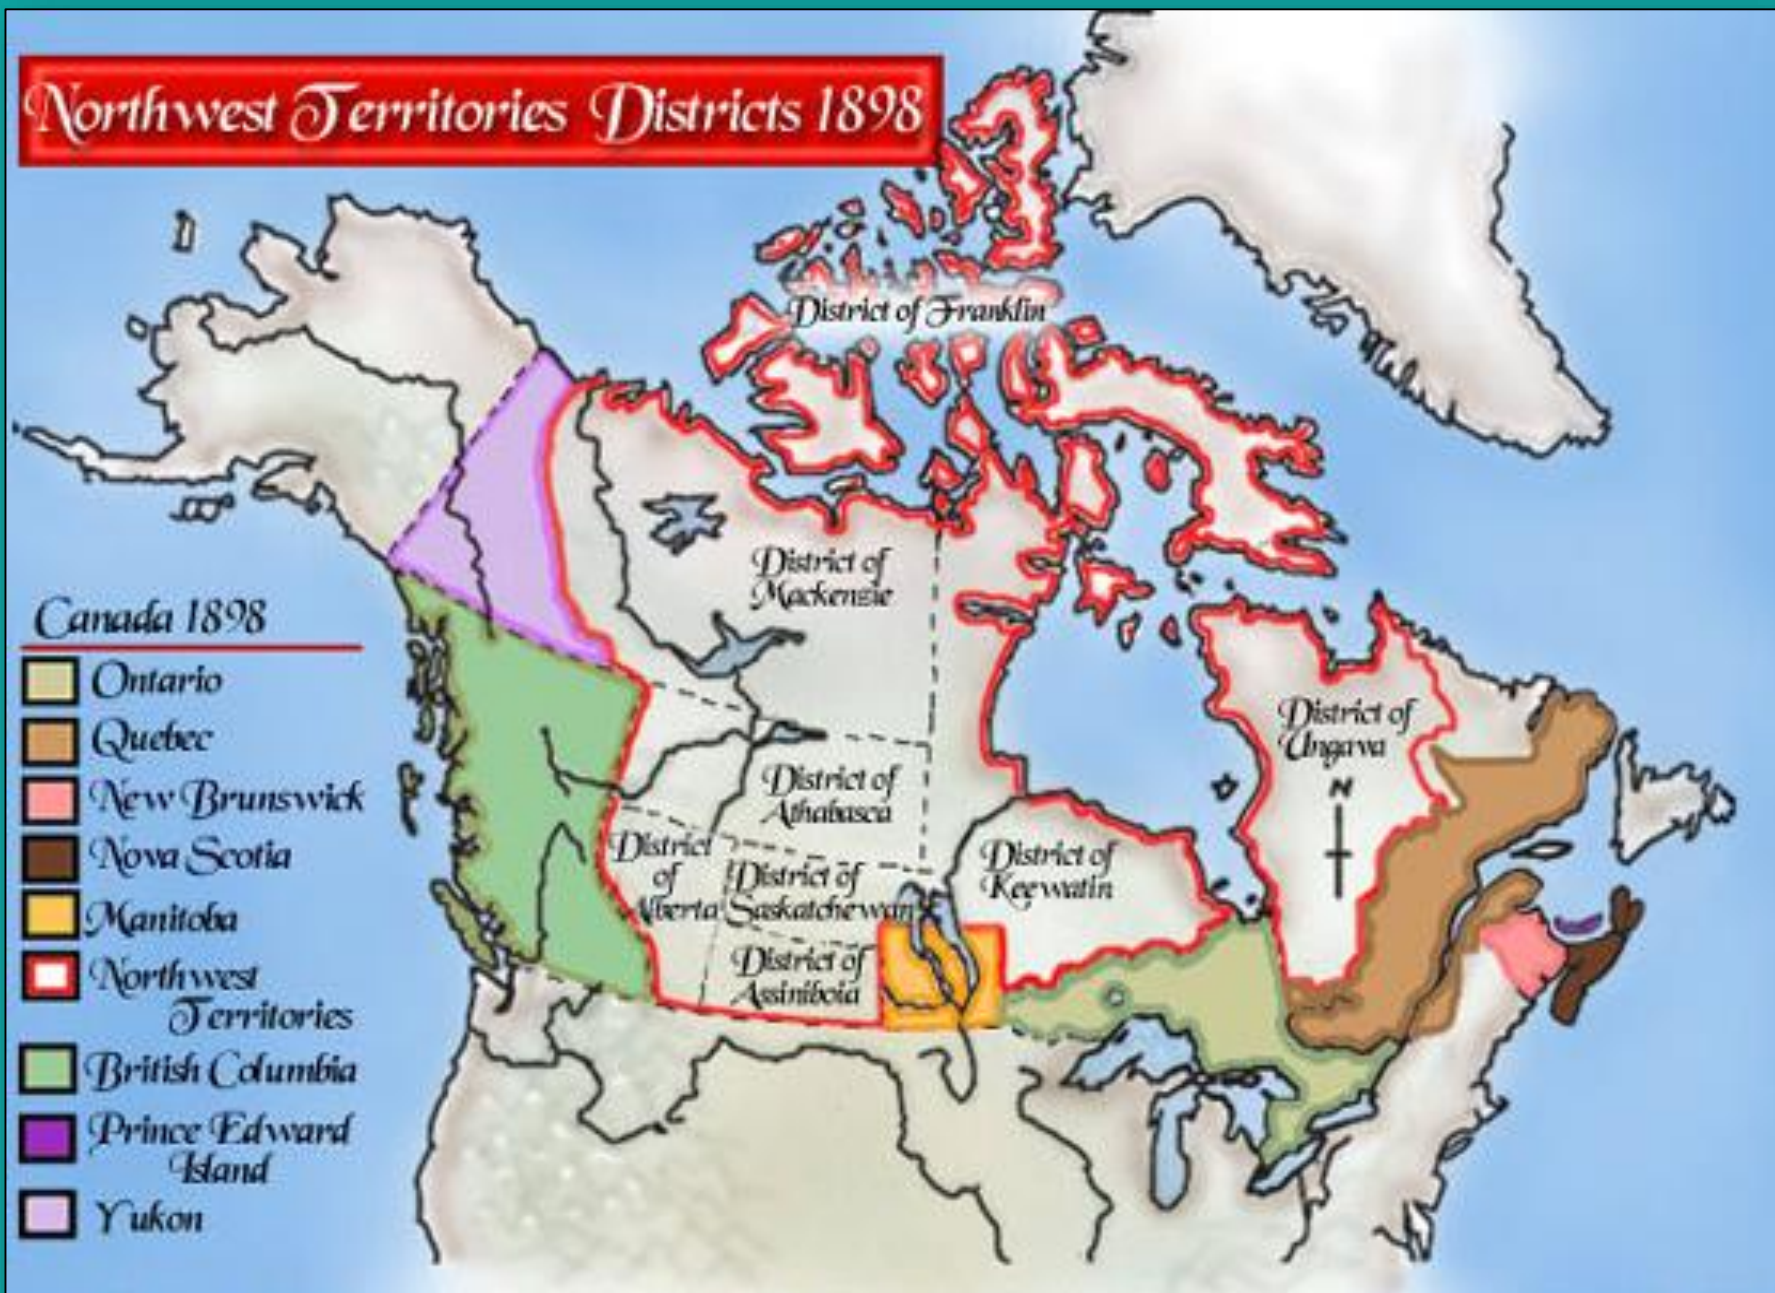 Northwest Territories Districts 1898
District of Franklin
District of
Mackenzie
Canada 1898
Ontario
Quebec
New Brunswick
Nova Scotia
Manitoba
Northwest
Territories
British Columbia
Prince Edward
Island
Yukon
District of
Ungava
N
District of
Athabasca
District
of
Alberta
District of
Saskatchewan
District of
Keewatin
District of
Assiniboia